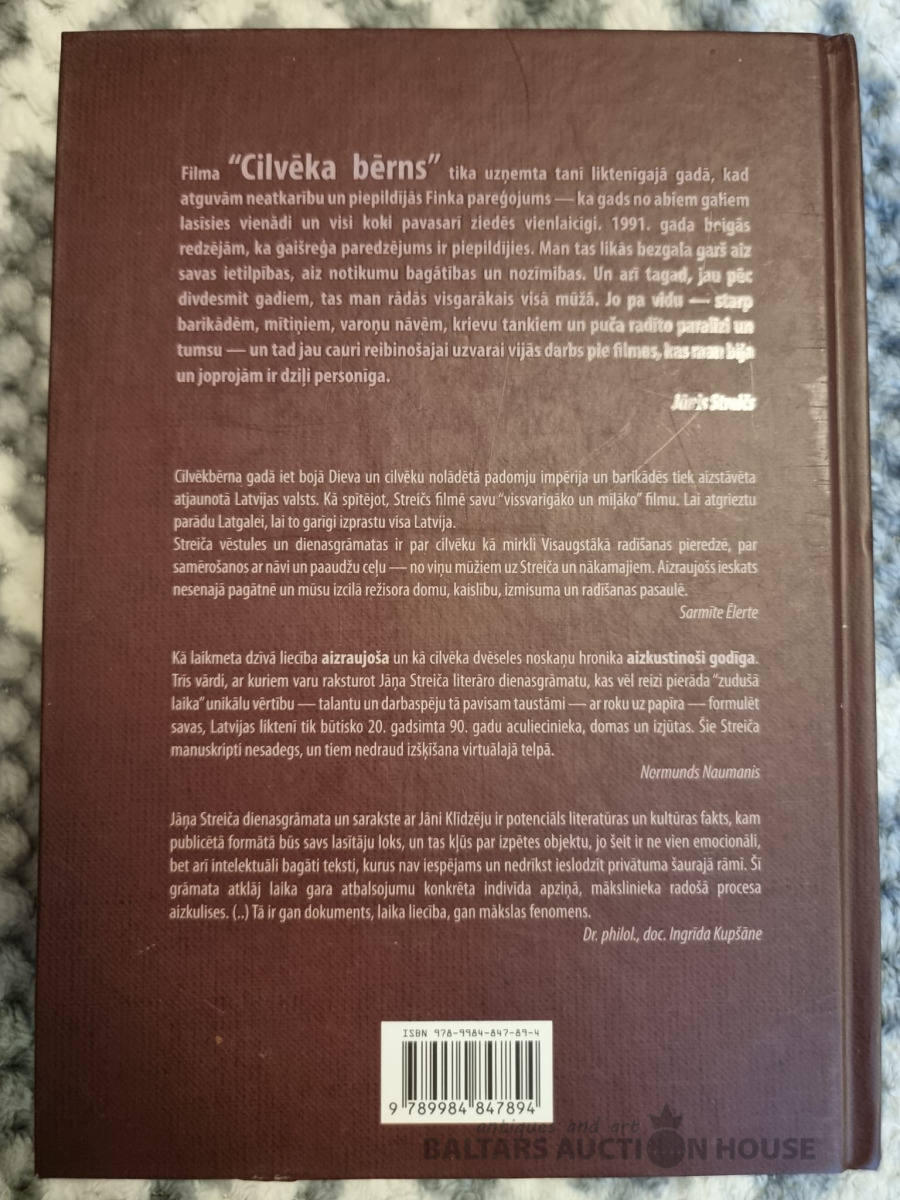 Filma “Cilvēka bērns” tika uzņemta tanī liktenīgajā gadā, kad
atguvām neatkarību un piepildījās Finka pareģojums — ka gads no abiem galiem
lasīsies vienādi un visi koki pavasarī ziedēs vienlaicīgi. 1991. gada beigās
redzējām, ka gaišreģa paredzējums ir piepildījies. Man tas likās bezgala garš aiz
savas ietilpības, aiz notikumu bagātības un nozīmības. Un arī tagad, jau pēc
divdesmit gadiem, tas man rādās visgarākais visā mūžā. Jo pa vidu — starp
barikādēm, mītiņiem, varoņu nāvēm, krievu tankiem un puča radīto paralīzi un
tumsu — un tad jau cauri reibinošajai uzvarai vijās darbs pie filmas, kas man bija
un joprojām ir dziļi personīga.
Jānis Streičs
Cilvēkbērna gadā iet bojā Dieva un cilvēku nolādētā padomju impērija un barikādēs tiek aizstāvēta
atjaunotā Latvijas valsts. Kā spītējot, Streičs filmē savu “vissvarīgāko un mīļāko” filmu. Lai atgrieztu
parādu Latgalei, lai to garīgi izprastu visa Latvija.
Streiča vēstules un dienasgrāmatas ir par cilvēku kā mirkli Visaugstākā radīšanas pieredzē, par
samērošanos ar nāvi un paaudžu ceļu — no viņu mūžiem uz Streiča un nākamajiem. Aizraujošs ieskats
nesenajā pagātnē un mūsu izcilā režisora domu, kaislību, izmisuma un radīšanas pasaulē.
Sarmīte Ēlerte
Kā laikmeta dzīvā liecība aizraujoša un kā cilvēka dvēseles noskaņu hronika aizkustinoši godīga.
Trīs vārdi, ar kuriem varu raksturot Jāņa Streiča literāro dienasgrāmatu, kas vēl reizi pierāda “zudušā
laika” unikālu vērtību — talantu un darbaspēju tā pavisam taustāmi — ar roku uz papīra — formulēt
savas, Latvijas liktenī tik būtisko 20. gadsimta 90. gadu aculiecinieka, domas un izjūtas. Šie Streiča
manuskripti nesadegs, un tiem nedraud izšķīšana virtuālajā telpā.
Normunds Naumanis
Jāņa Streiča dienasgrāmata un sarakste ar Jāni Klīdzēju ir potenciāls literatūras un kultūras fakts, kam
publicētā formātā būs savs lasītāju loks, un tas kļūs par izpētes objektu, jo šeit ir ne vien emocionāli,
bet arī intelektuāli bagāti teksti, kurus nav iespējams un nedrīkst ieslodzīt privātuma šaurajā rāmī. Šī
grāmata atklāj laika gara atbalsojumu konkrēta indivīda apziņā, mākslinieka radošā procesa
aizkulises. (..) Tā ir gan dokuments, laika liecība, gan mākslas fenomens.
Dr. philol., doc. Ingrīda Kupšāne
ISBN 978-9984-847-89-4
9 789984 847894
antiques and art
BALTARS AUCTION HOUSE